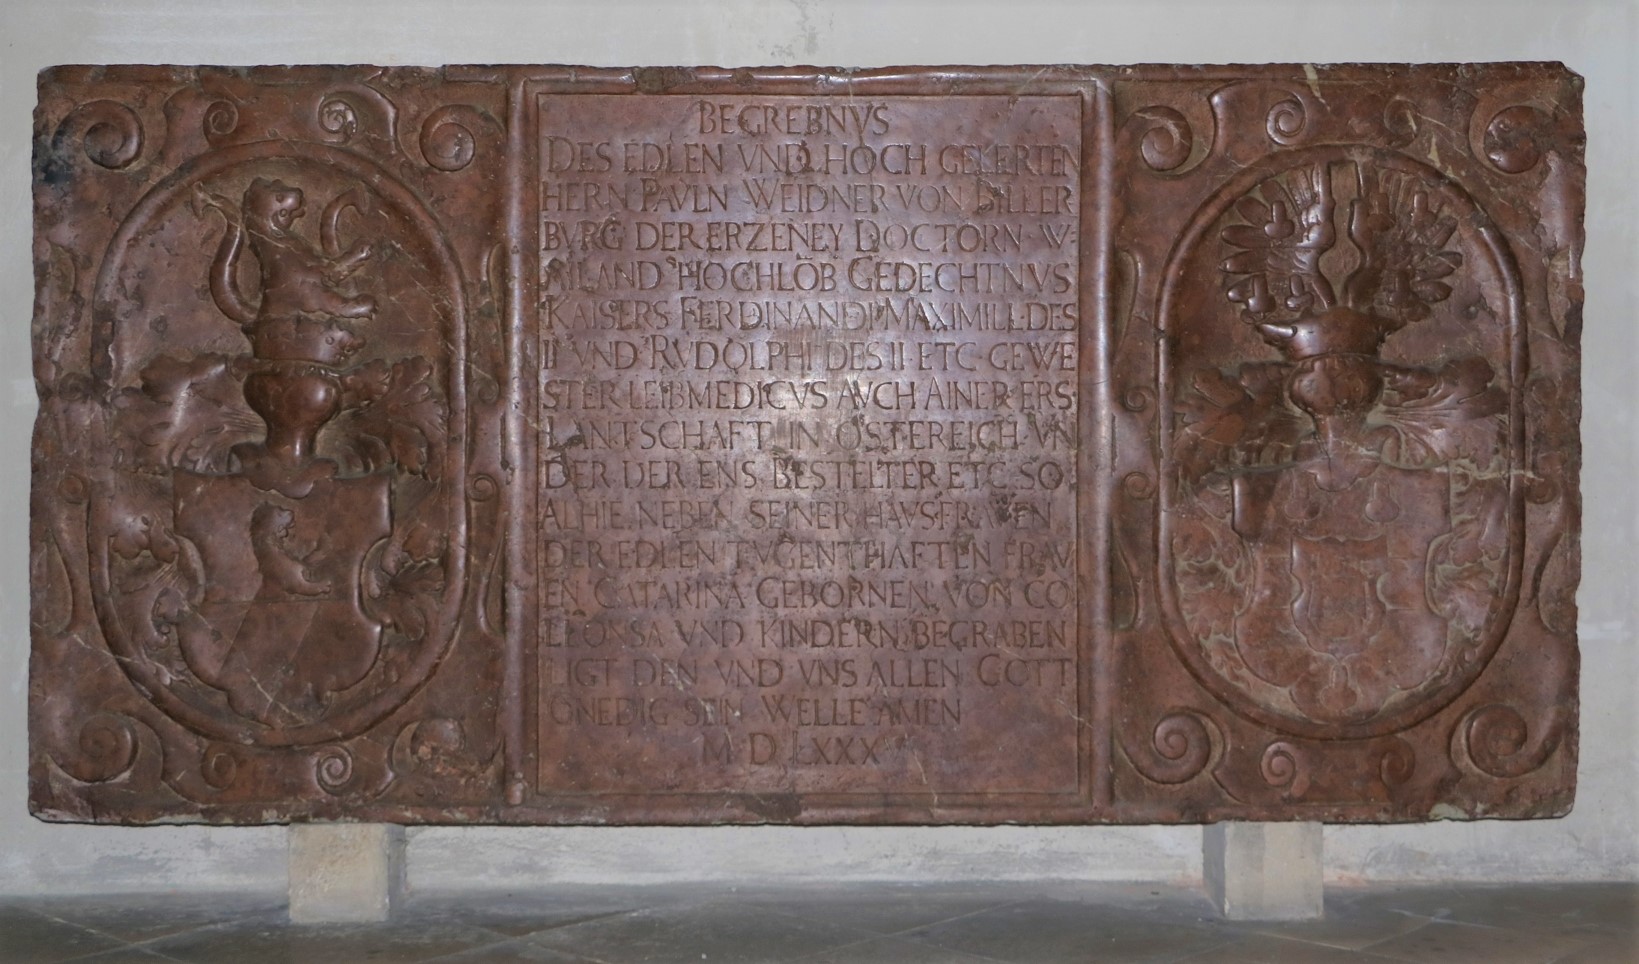 BEGREBNVS
DES EDLEN VND HOCH GELERTEN
HERN PAVLN WEIDNER VON BILLER
BVRG DER ERZENEY DOCTORN · W:
AILAND HOCHLÖB GEDECHTNVS
KAISERS FERDINANDI MAXIMILI · DES
II VND RVDOLPHI DES II · ETC · GEWE
STER LEIBMEDICVS AVCH AINER ERS ·
LANTSCHAFT IN OSTEREICH VN
DER DER ENS BESTELTER ETC · SO
ALHIE NEBEN SEINER HAVSFRAVEN
DER EDLEN TVGENTHAFTEN FRAV
EN CATARINA GEBORNEN VON CO
LLONSA VND KINDERN BEGRABEN
LIGT DEN VND VNS ALLEN GOTT
GNEDIG SEIN WELLE AMEN
M D LXXXV